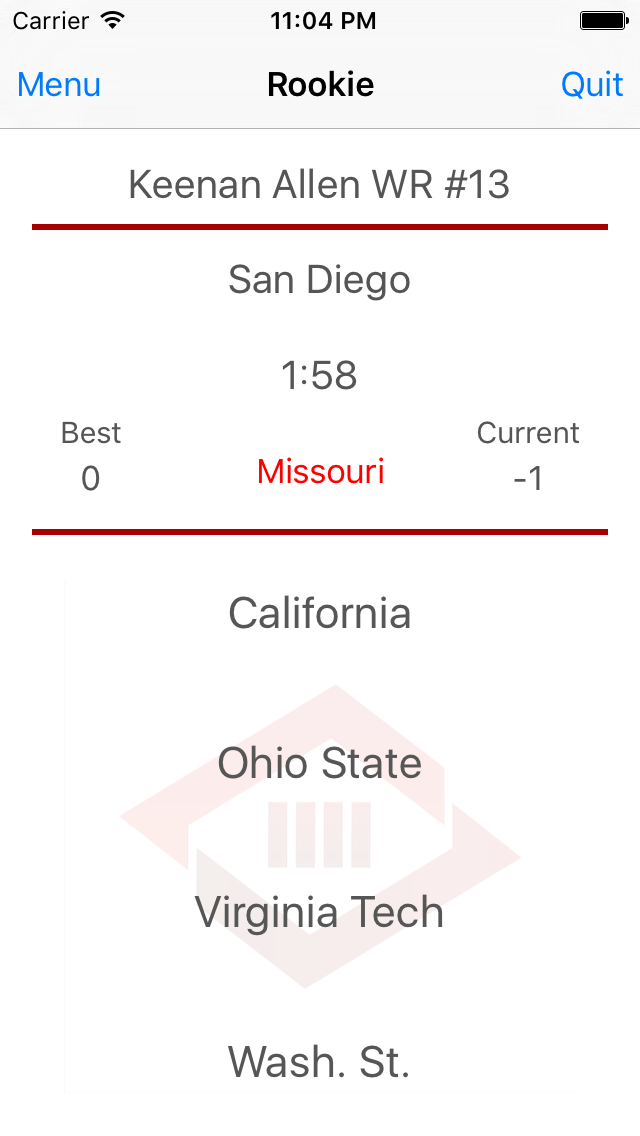 Carrier 11:04 PM
Menu Rookie Quit
Keenan Allen WR #13
San Diego
1:58
Best Current
0 Missouri -1
California
Ohio State
Virginia Tech
Wash. St.